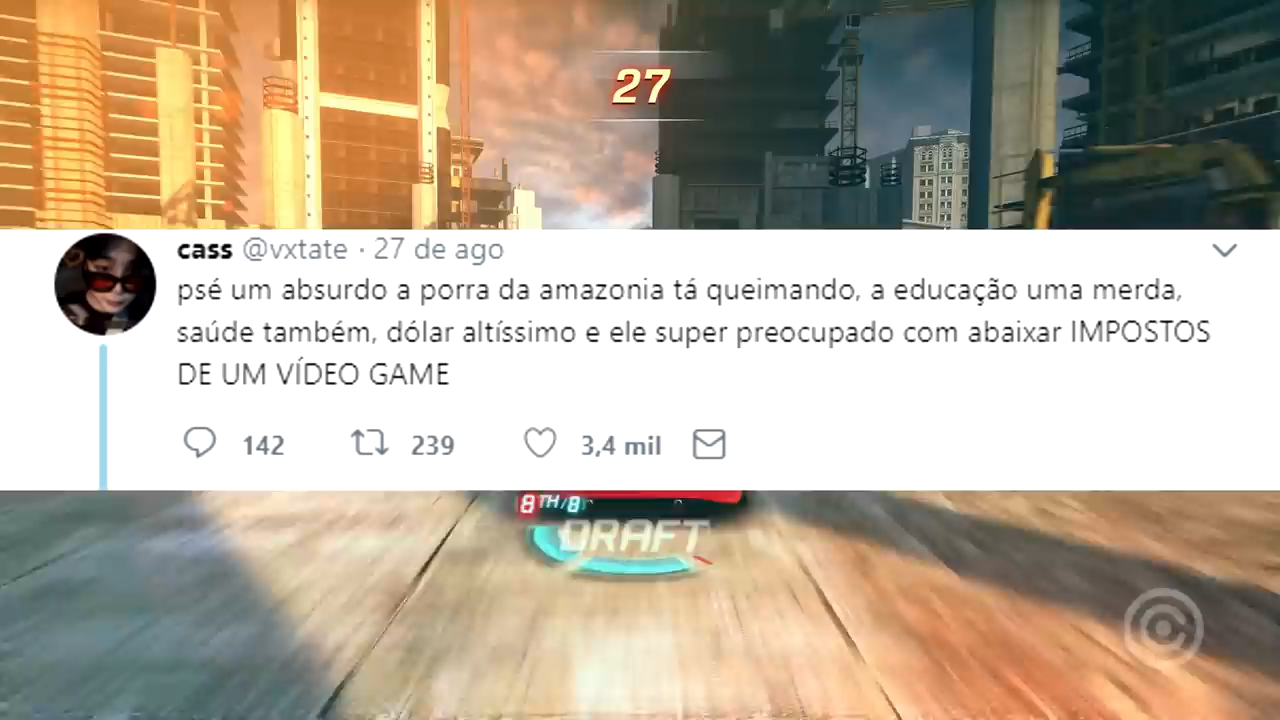 27
cass @vxtate · 27 de ago
psé um absurdo a porra da amazonia tá queimando, a educação uma merda,
saúde também, dólar altíssimo e ele super preocupado com abaixar IMPOSTOS
DE UM VÍDEO GAME
142 239 3,4 mil
8TH/8
DRAFT